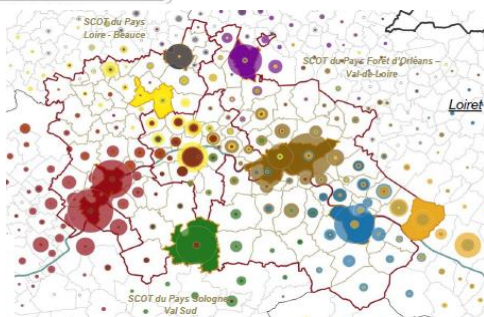 SCOT du Pays
Loire - Beauce
SCOT du Pays Forêt d'Orléans –
Val-de-Loire
Loiret
SCOT du Pays Sologne
Val Sud